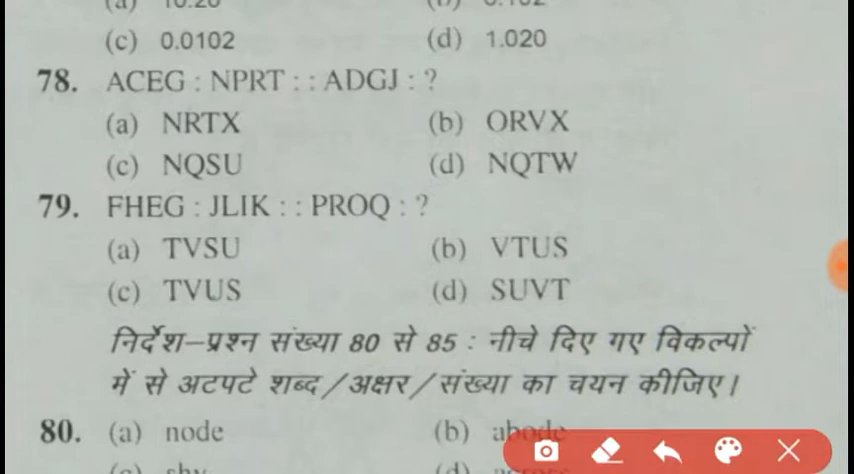 (c) 0.0102 (d) 1.020
78. ACEG : NPRT : : ADGJ : ?
(a) NRTX (b) ORVX
(c) NQSU (d) NQTW
79. FHEG : JLIK : : PROQ : ?
(a) TVSU (b) VTUS
(c) TVUS (d) SUVT
निर्देश–प्रश्न संख्या 80 से 85 : नीचे दिए गए विकल्पों
में से अटपटे शब्द/अक्षर/संख्या का चयन कीजिए।
80. (a) node (b) abode